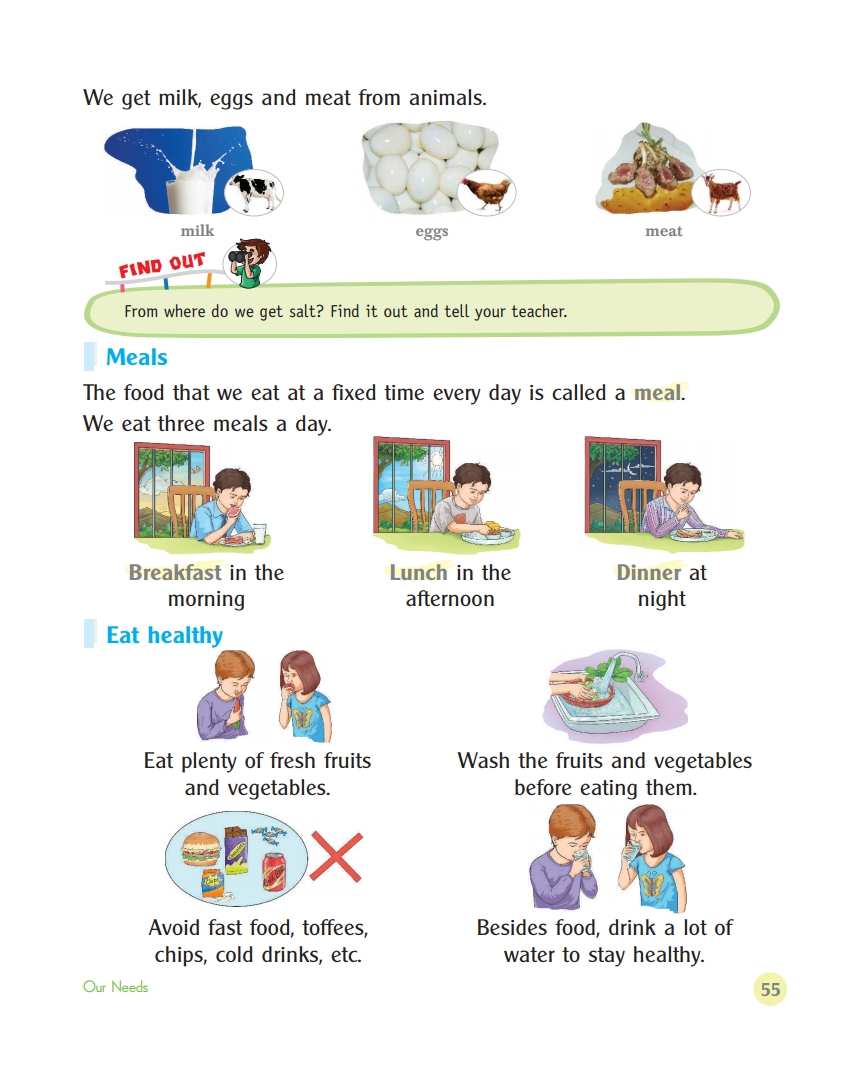 We get milk, eggs and meat from animals.
milk
eggs
meat
FIND OUT
From where do we get salt? Find it out and tell your teacher.
Meals
The food that we eat at a fixed time every day is called a meal.
We eat three meals a day.
Breakfast in the
morning
Lunch in the
afternoon
Dinner at
night
Eat healthy
Eat plenty of fresh fruits
and vegetables.
Wash the fruits and vegetables
before eating them.
Avoid fast food, toffees,
chips, cold drinks, etc.
Besides food, drink a lot of
water to stay healthy.
Our Needs
55